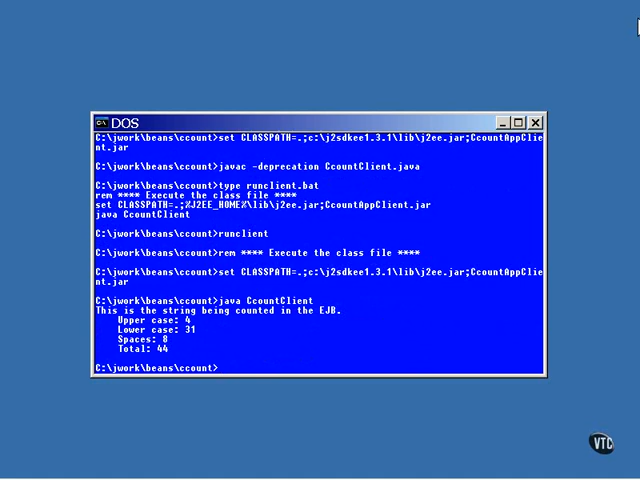 DOS
C:\jwork\beans\ccount>set CLASSPATH=.;c:\j2sdkee1.3.1\lib\j2ee.jar;CcountAppClie
nt.jar
C:\jwork\beans\ccount>javac -deprecation CcountClient.java
C:\jwork\beans\ccount>type runclient.bat
rem **** Execute the class file ****
set CLASSPATH=.;%J2EE_HOME%\lib\j2ee.jar;CcountAppClient.jar
java CcountClient
C:\jwork\beans\ccount>runclient
C:\jwork\beans\ccount>rem **** Execute the class file ****
C:\jwork\beans\ccount>set CLASSPATH=.;c:\j2sdkee1.3.1\lib\j2ee.jar;CcountAppClie
nt.jar
C:\jwork\beans\ccount>java CcountClient
This is the string being counted in the EJB.
Upper case: 4
Lower case: 31
Spaces: 8
Total: 44
C:\jwork\beans\ccount>
VTC